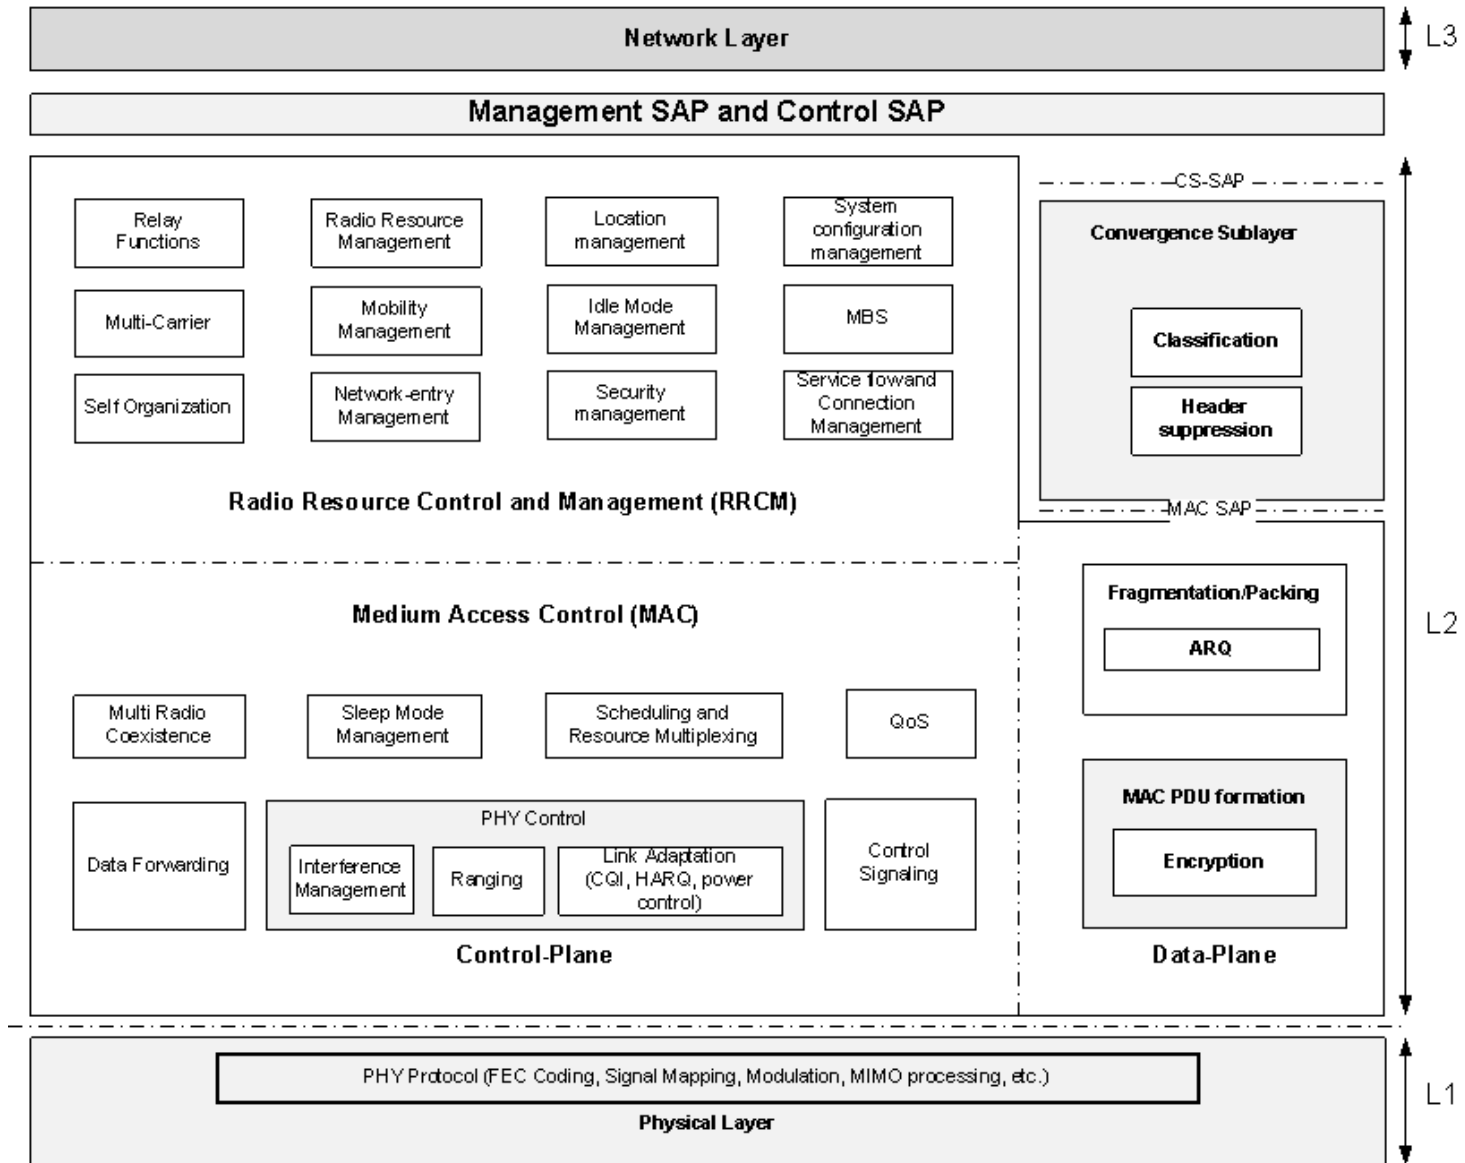 Network Layer
L3
Management SAP and Control SAP
CS-SAP
Relay
Functions
Radio Resource
Management
Location
management
System
configuration
management
Convergence Sublayer
Multi-Carrier
Mobility
Management
Idle Mode
Management
MBS
Classification
Self Organization
Network-entry
Management
Security
management
Service flowand
Connection
Management
Header
suppression
Radio Resource Control and Management (RRCM)
MAC SAP
Medium Access Control (MAC)
Fragmentation/Packing
ARQ
L2
Multi Radio
Coexistence
Sleep Mode
Management
Scheduling and
Resource Multiplexing
QoS
MAC PDU formation
Encryption
Data Forwarding
PHY Control
Interference
Management
Ranging
Link Adaptation
(CQI, HARQ, power
control)
Control
Signaling
Control-Plane
Data-Plane
PHY Protocol (FEC Coding, Signal Mapping, Modulation, MIMO processing, etc.)
Physical Layer
L1